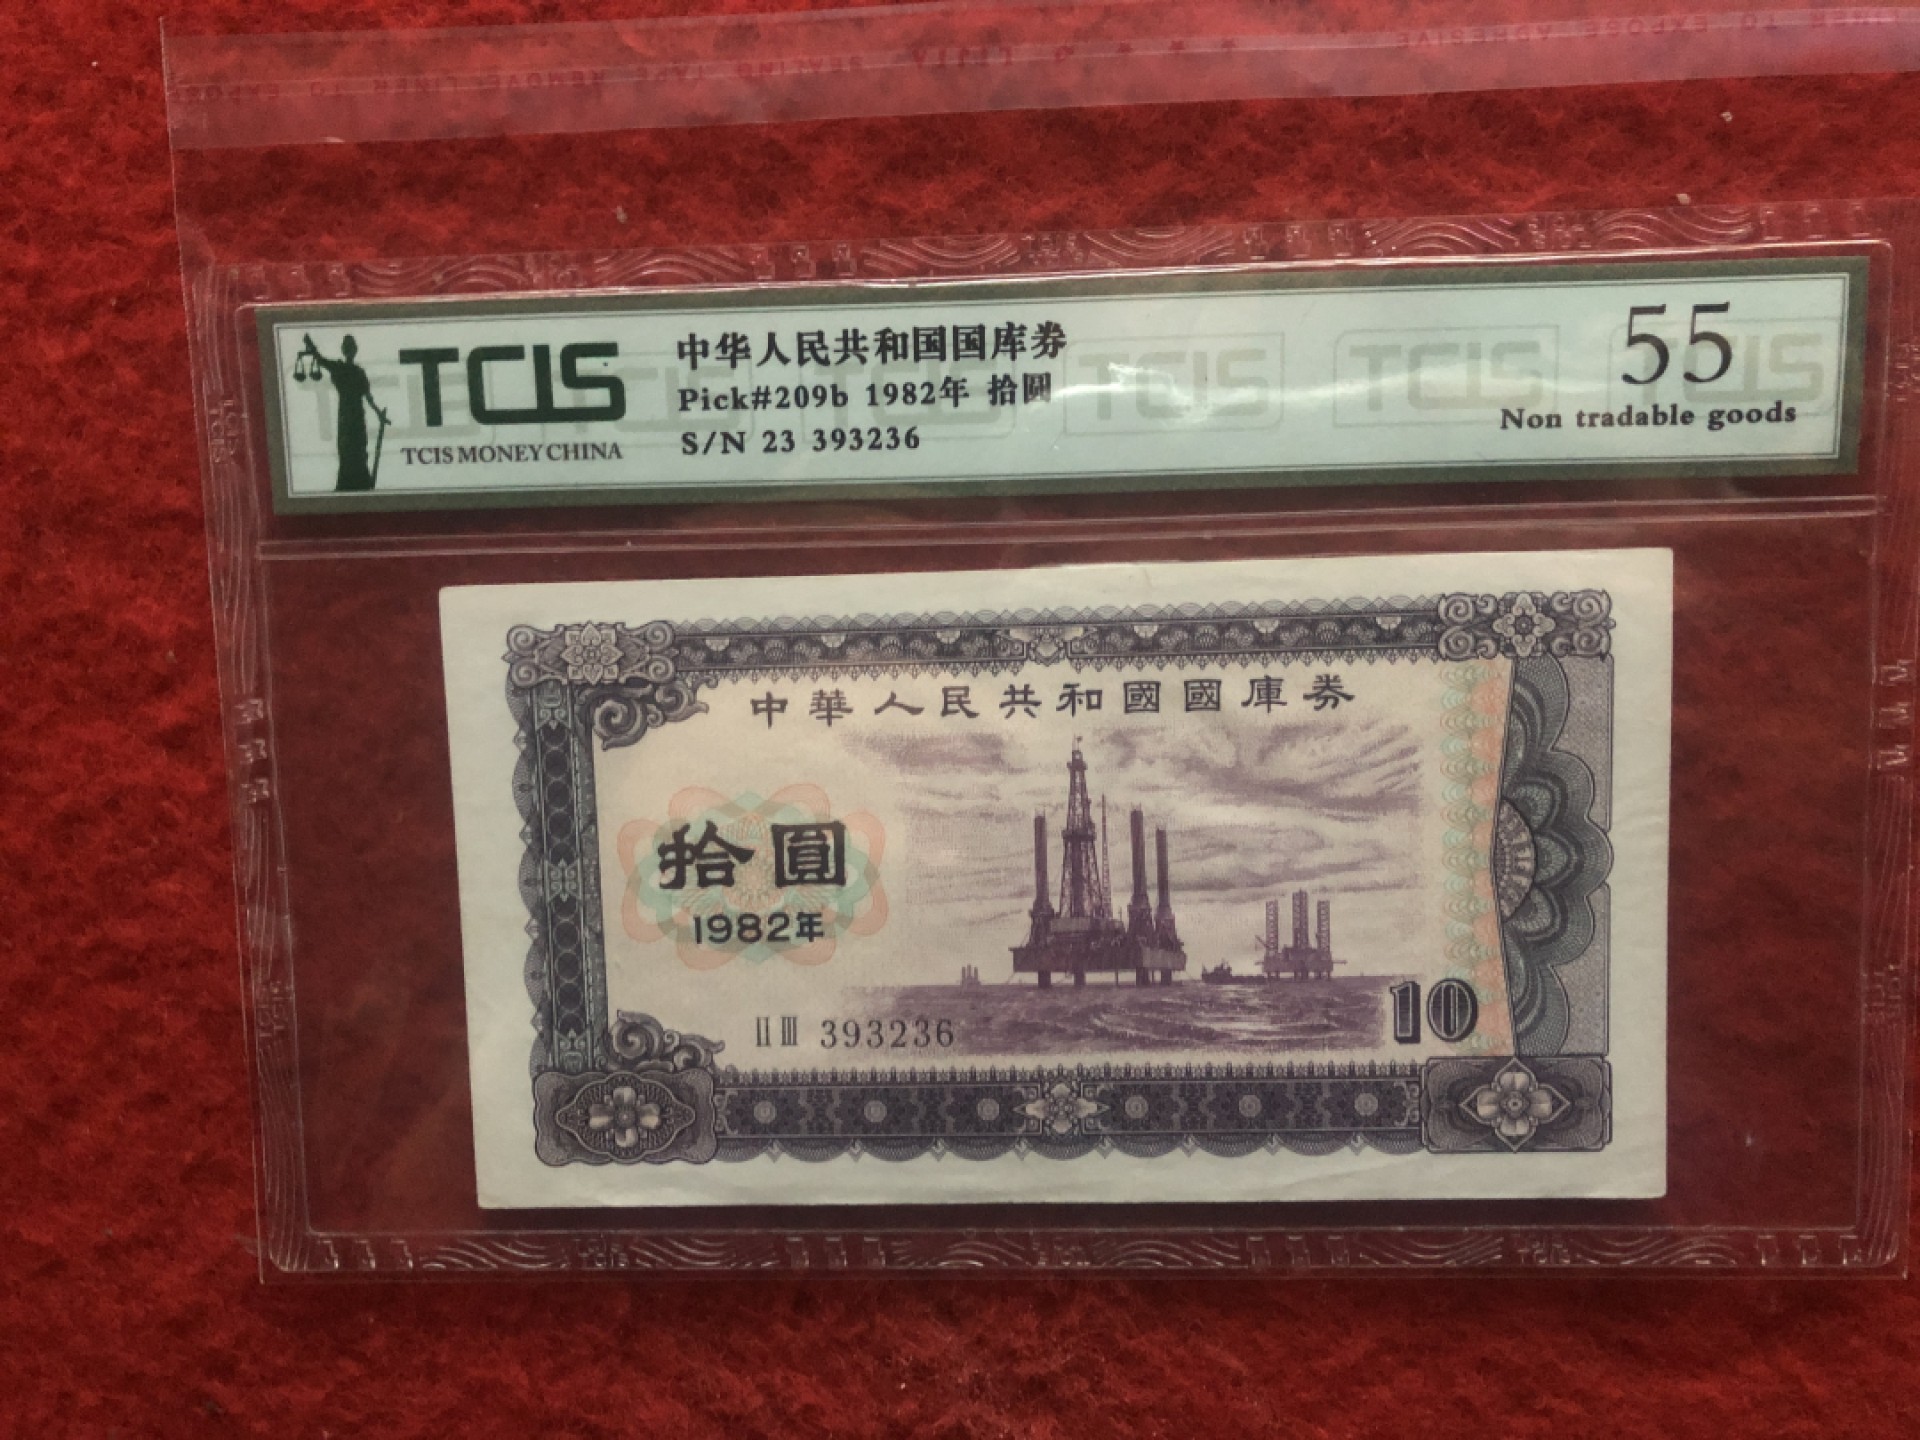 TCIS
TCIS MONEY CHINA
中华人民共和国国库券
Pick#209b 1982年 拾圆
S/N 23 393236
55
Non tradable goods
中華人民共和國國庫券
拾圓
1982年
II III 393236
10